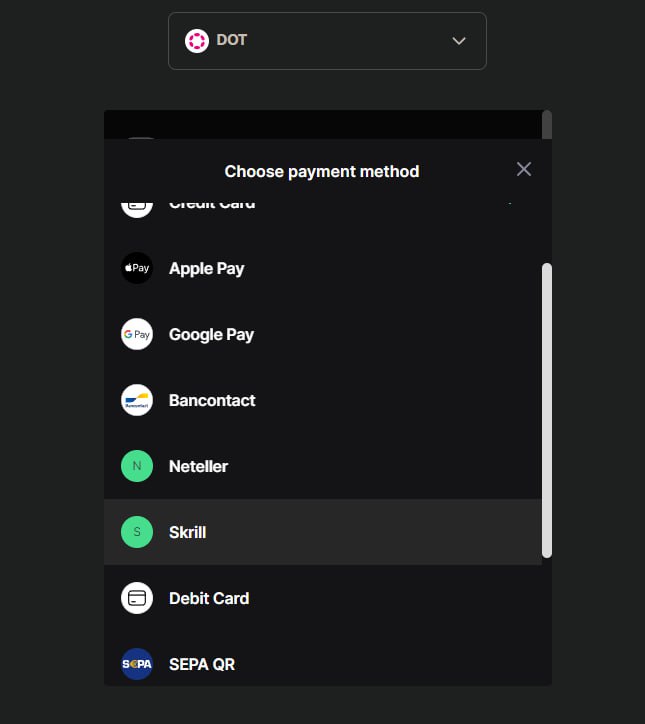 DOT
Choose payment method
Credit Card
Pay
Apple Pay
G Pay
Google Pay
Bancontact
Bancontact
N
Neteller
S
Skrill
Debit Card
S€PA
SEPA QR